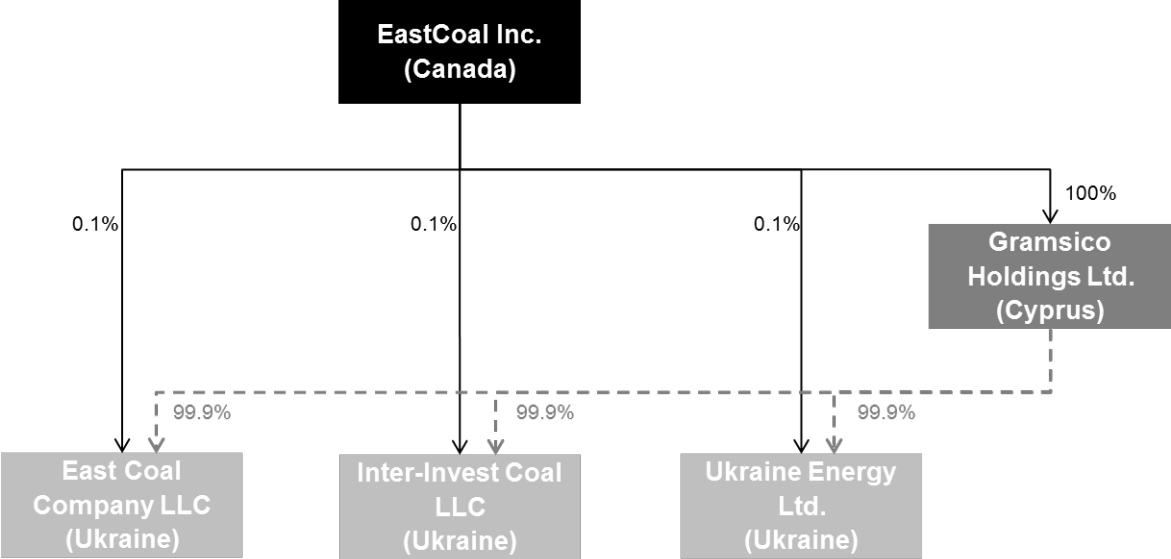 EastCoal Inc.
(Canada)
100%
0.1%
0.1%
0.1%
Gramsico
Holdings Ltd.
(Cyprus)
99.9%
99.9%
99.9%
East Coal
Company LLC
(Ukraine)
Inter-Invest Coal
LLC
(Ukraine)
Ukraine Energy
Ltd.
(Ukraine)